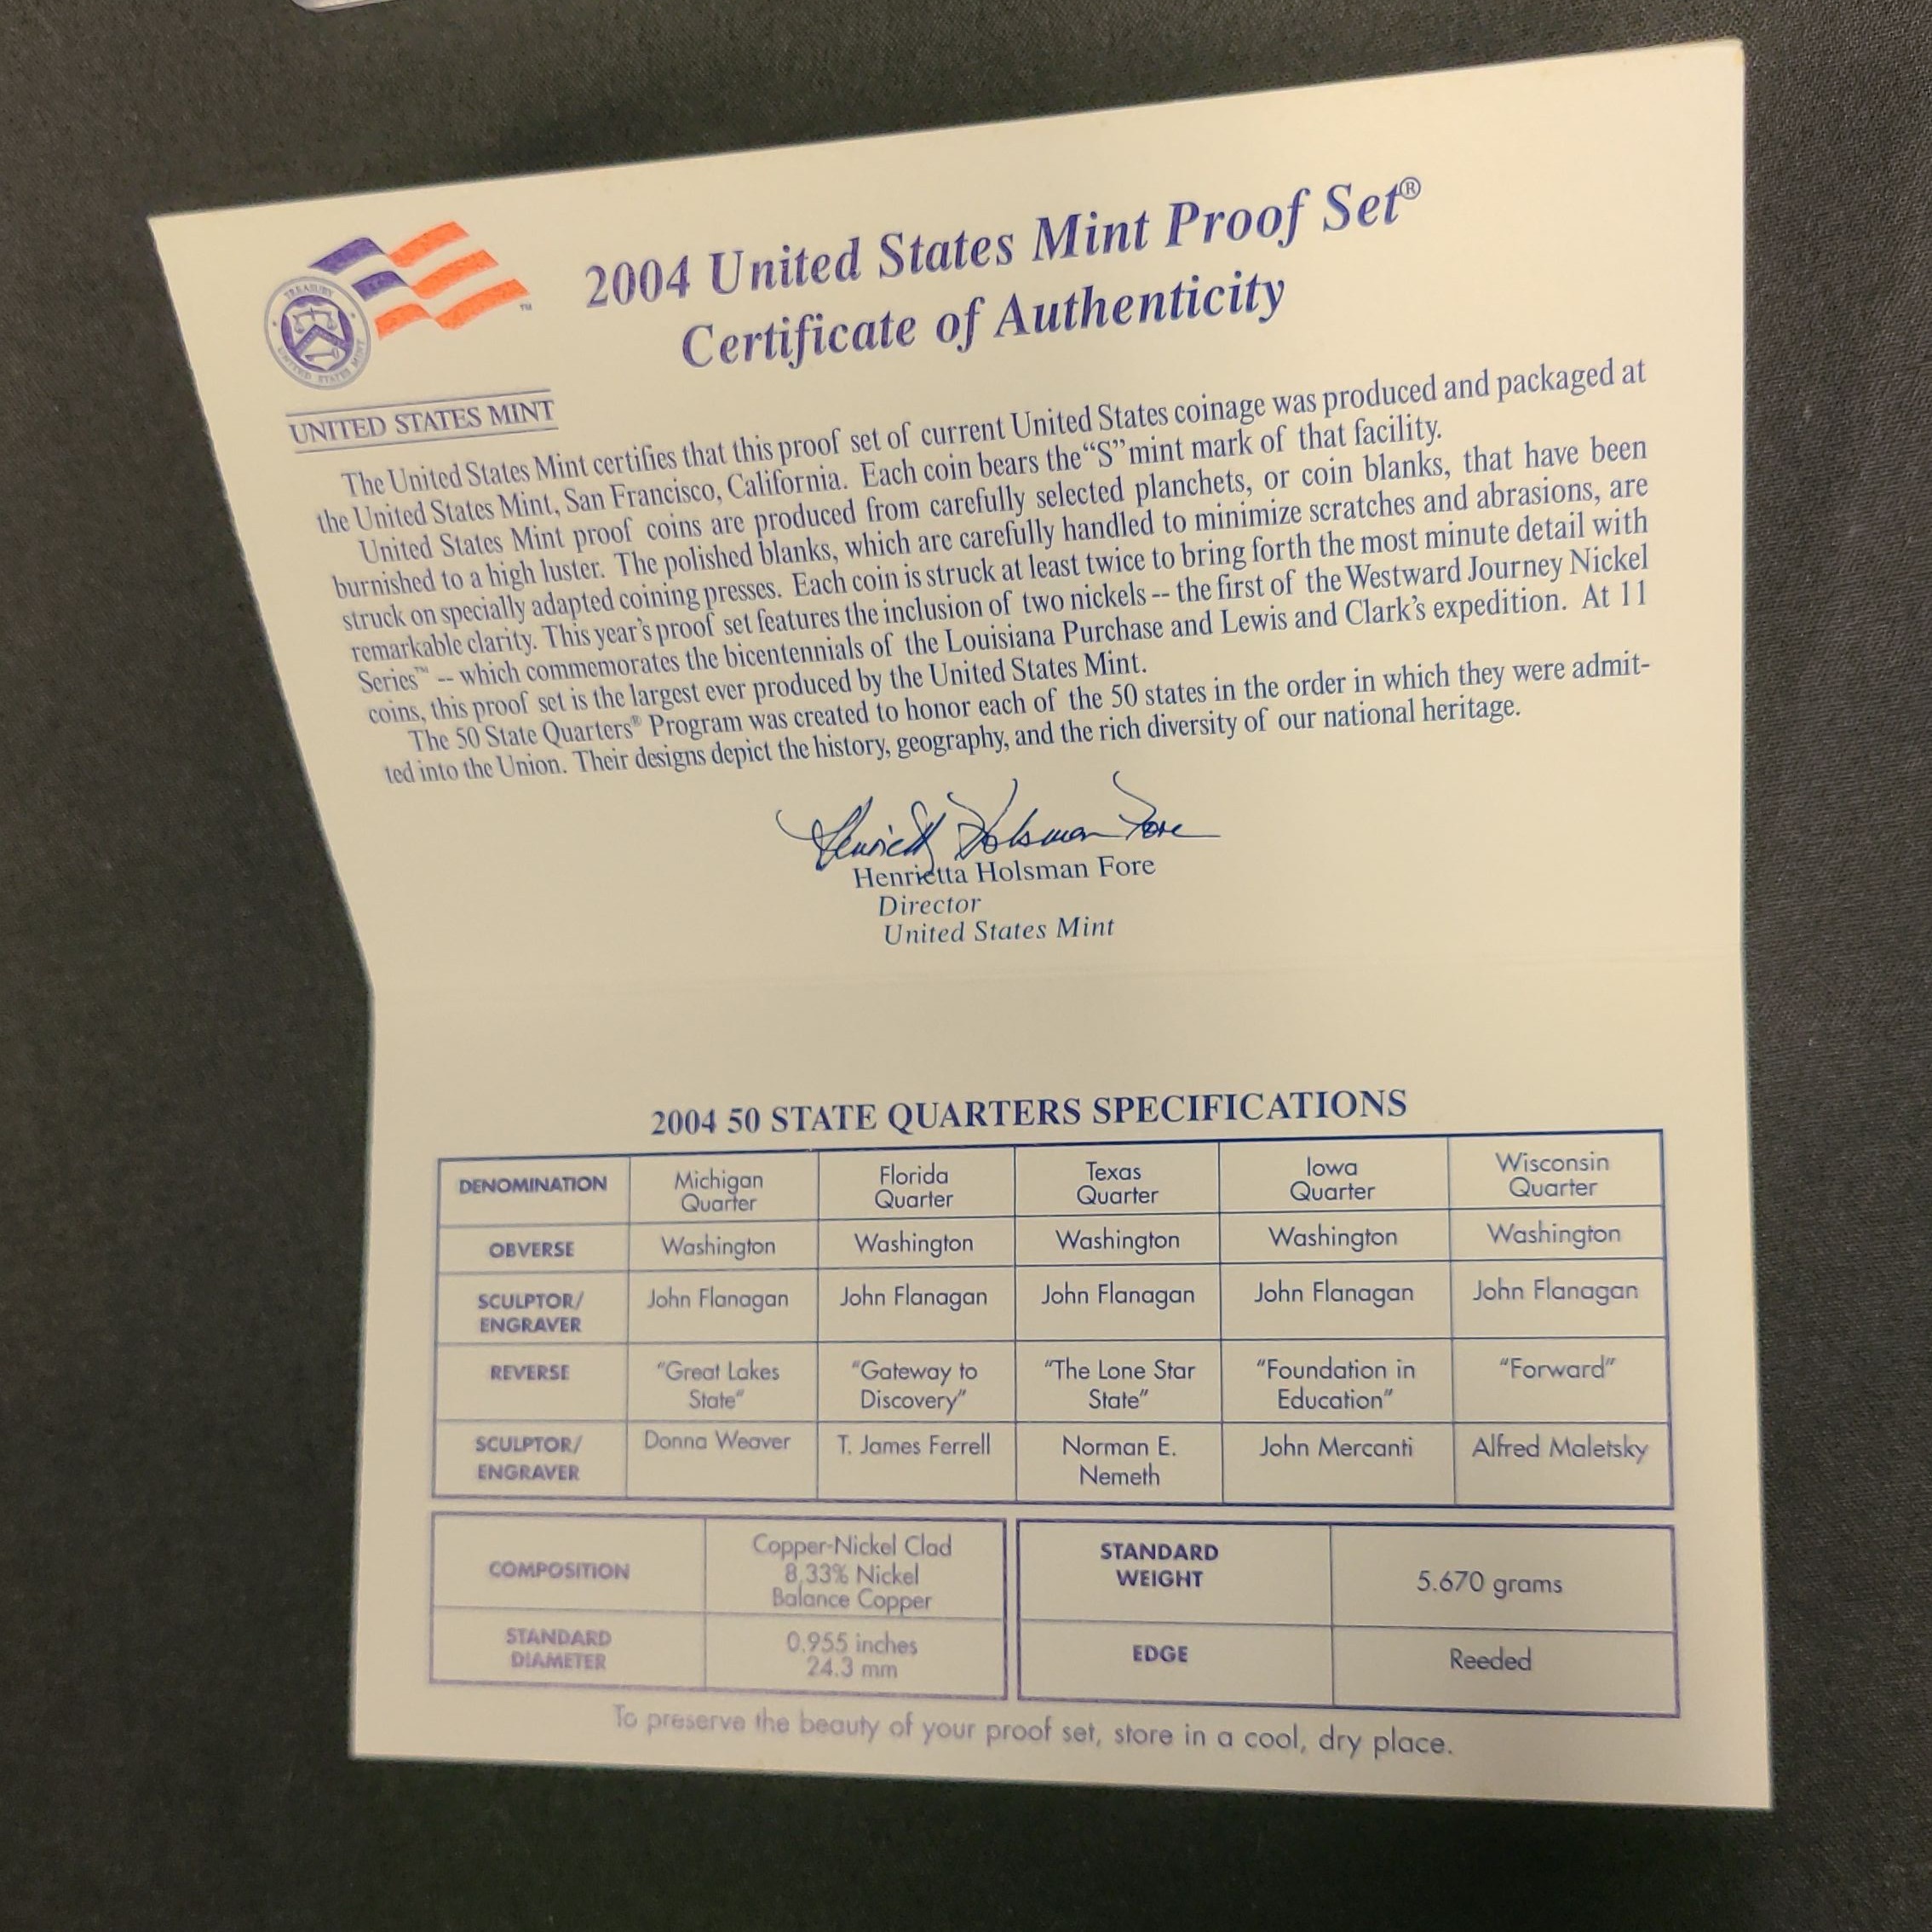 2004 United States Mint Proof Set®
Certificate of Authenticity
TREASURY
UNITED STATES MINT
™
UNITED STATES MINT
The United States Mint certifies that this proof set of current United States coinage was produced and packaged at
the United States Mint, San Francisco, California. Each coin bears the “S” mint mark of that facility.
United States Mint proof coins are produced from carefully selected planchets, or coin blanks, that have been
burnished to a high luster. The polished blanks, which are carefully handled to minimize scratches and abrasions, are
struck on specially adapted coining presses. Each coin is struck at least twice to bring forth the most minute detail with
remarkable clarity. This year’s proof set features the inclusion of two nickels -- the first of the Westward Journey Nickel
Series™ -- which commemorates the bicentennials of the Louisiana Purchase and Lewis and Clark’s expedition. At 11
coins, this proof set is the largest ever produced by the United States Mint.
The 50 State Quarters® Program was created to honor each of the 50 states in the order in which they were admit-
ted into the Union. Their designs depict the history, geography, and the rich diversity of our national heritage.
Henrietta Holsman Fore
Henrietta Holsman Fore
Director
United States Mint
2004 50 STATE QUARTERS SPECIFICATIONS
DENOMINATION Michigan Quarter Florida Quarter Texas Quarter Iowa Quarter Wisconsin Quarter
OBVERSE Washington Washington Washington Washington Washington
SCULPTOR/ ENGRAVER John Flanagan John Flanagan John Flanagan John Flanagan John Flanagan
REVERSE “Great Lakes State” “Gateway to Discovery” “The Lone Star State” “Foundation in Education” “Forward”
SCULPTOR/ ENGRAVER Donna Weaver T. James Ferrell Norman E. Nemeth John Mercanti Alfred Maletsky
COMPOSITION Copper-Nickel Clad 8.33% Nickel Balance Copper STANDARD WEIGHT 5.670 grams
STANDARD DIAMETER 0.955 inches 24.3 mm EDGE Reeded
To preserve the beauty of your proof set, store in a cool, dry place.